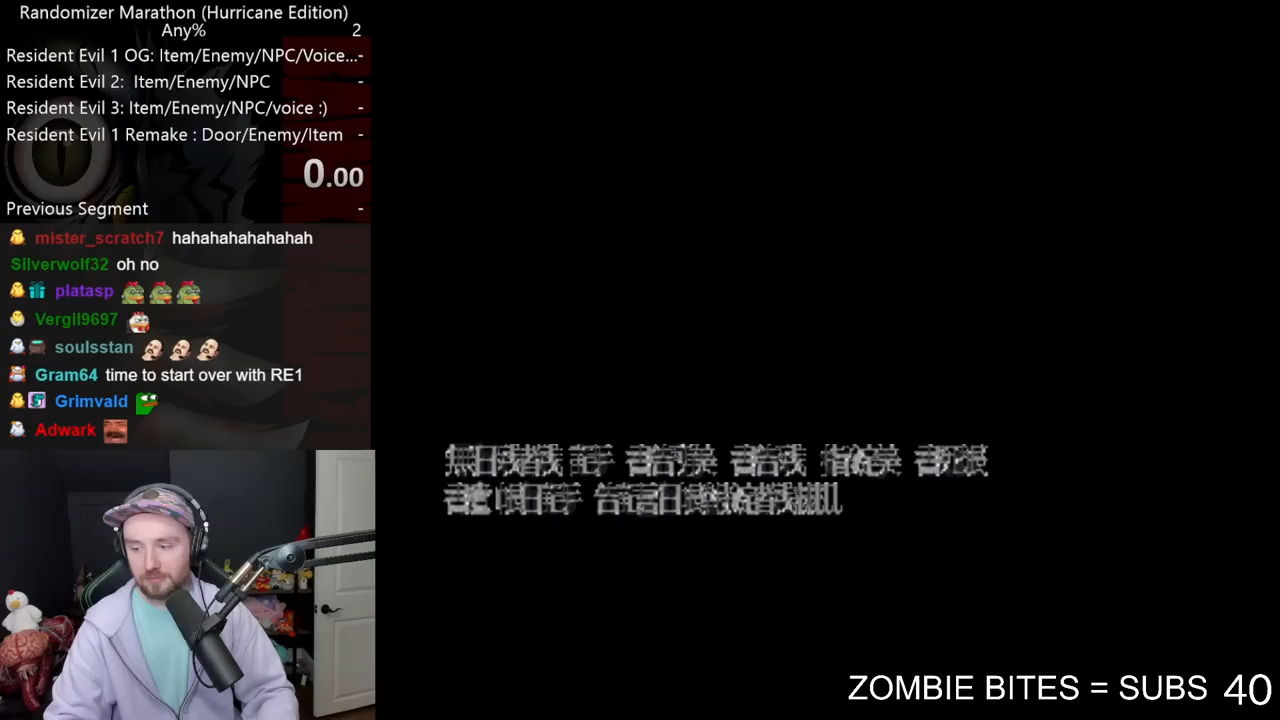 Randomizer Marathon (Hurricane Edition)
Any% 2
Resident Evil 1 OG: Item/Enemy/NPC/Voice... -
Resident Evil 2: Item/Enemy/NPC -
Resident Evil 3: Item/Enemy/NPC/voice :) -
Resident Evil 1 Remake : Door/Enemy/Item -
0.00
Previous Segment -
mister_scratch7 hahahahahahahah
Silverwolf32 oh no
platasp
Vergil9697
soulsstan
Gram64 time to start over with RE1
Grimvald
Adwark
ZOMBIE BITES = SUBS 40